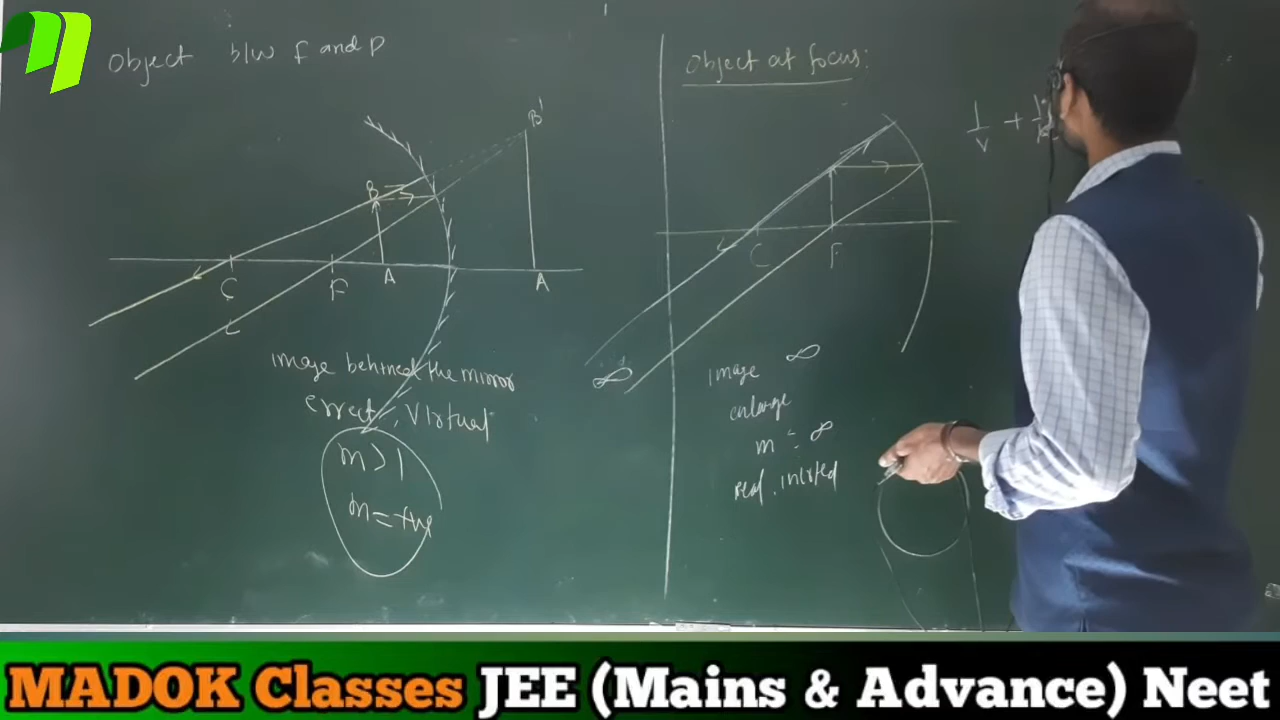 Object b/w F and P
B'
B
C
F
A
A
image behind the mirror
errect, Virtual
m > 1
m = +ve
Object at focus:
C
F
∞
image ∞
enlarge
m = ∞
real, inverted
1/v +
MADOK Classes JEE (Mains & Advance) Neet